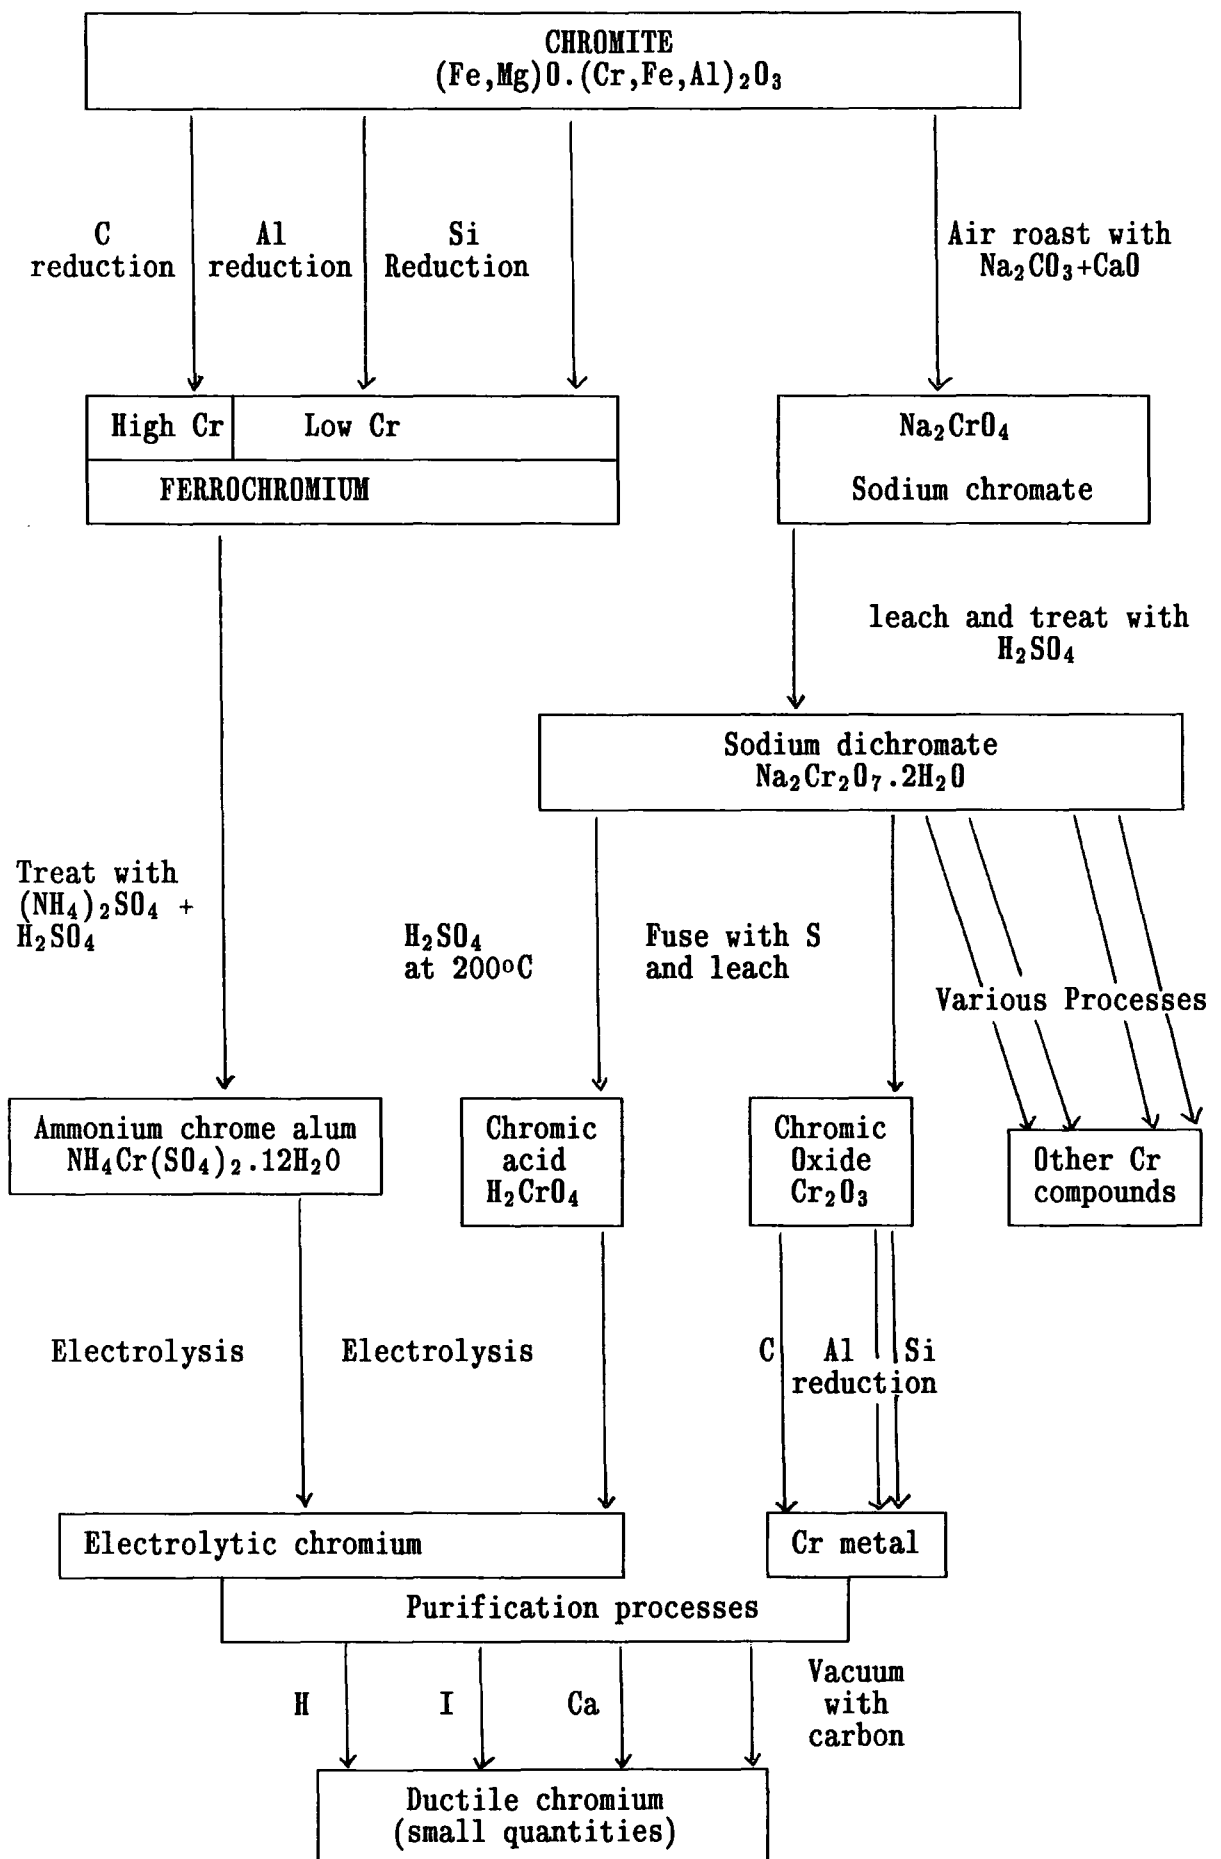 CHROMITE
(Fe,Mg)O.(Cr,Fe,Al)₂O₃
C
reduction
Al
reduction
Si
Reduction
Air roast with
Na₂CO₃+CaO
High Cr
Low Cr
FERROCHROMIUM
Na₂CrO₄
Sodium chromate
leach and treat with
H₂SO₄
Sodium dichromate
Na₂Cr₂O₇.2H₂O
Treat with
(NH₄)₂SO₄ +
H₂SO₄
H₂SO₄
at 200oC
Fuse with S
and leach
Various Processes
Ammonium chrome alum
NH₄Cr(SO₄)₂.12H₂O
Chromic
acid
H₂CrO₄
Chromic
Oxide
Cr₂O₃
Other Cr
compounds
Electrolysis
Electrolysis
C Al Si
reduction
Electrolytic chromium
Cr metal
Purification processes
H
I
Ca
Vacuum
with
carbon
Ductile chromium
(small quantities)